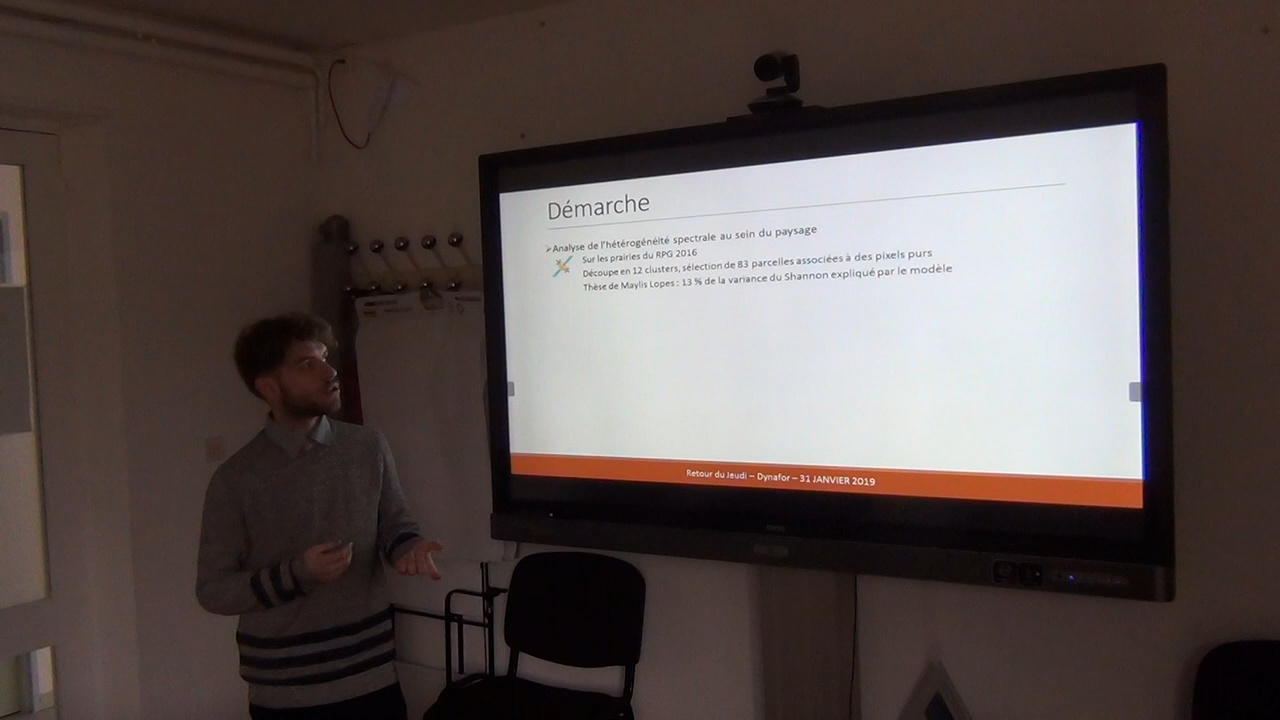 Démarche
➢Analyse de l'hétérogénéité spectrale au sein du paysage
Sur les prairies du RPG 2016
Découpe en 12 clusters, sélection de 83 parcelles associées à des pixels purs
Thèse de Maylis Lopes : 13 % de la variance du Shannon expliqué par le modèle
Retour du Jeudi – Dynafor – 31 JANVIER 2019